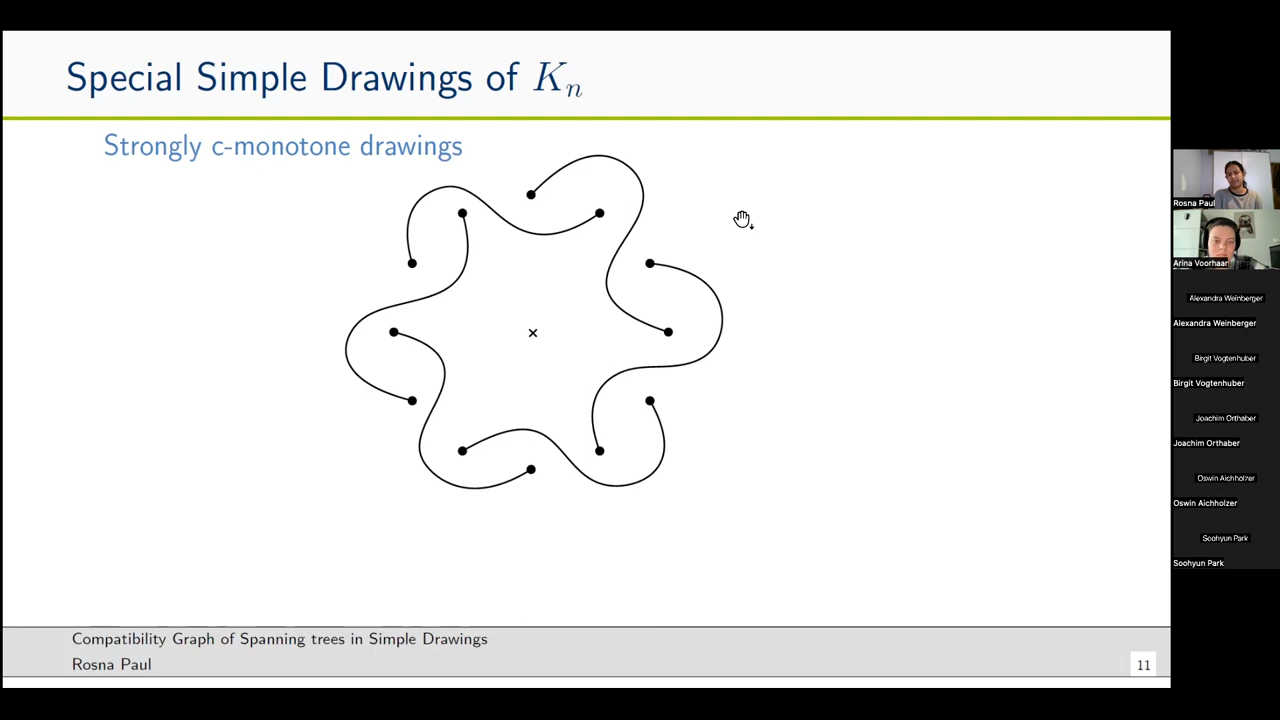 Special Simple Drawings of Kn
Strongly c-monotone drawings
Compatibility Graph of Spanning trees in Simple Drawings
Rosna Paul
11
Rosna Paul
Arina Voorhaar
Alexandra Weinberger
Alexandra Weinberger
Birgit Vogtenhuber
Birgit Vogtenhuber
Joachim Orthaber
Joachim Orthaber
Oswin Aichholzer
Oswin Aichholzer
Soohyun Park
Soohyun Park